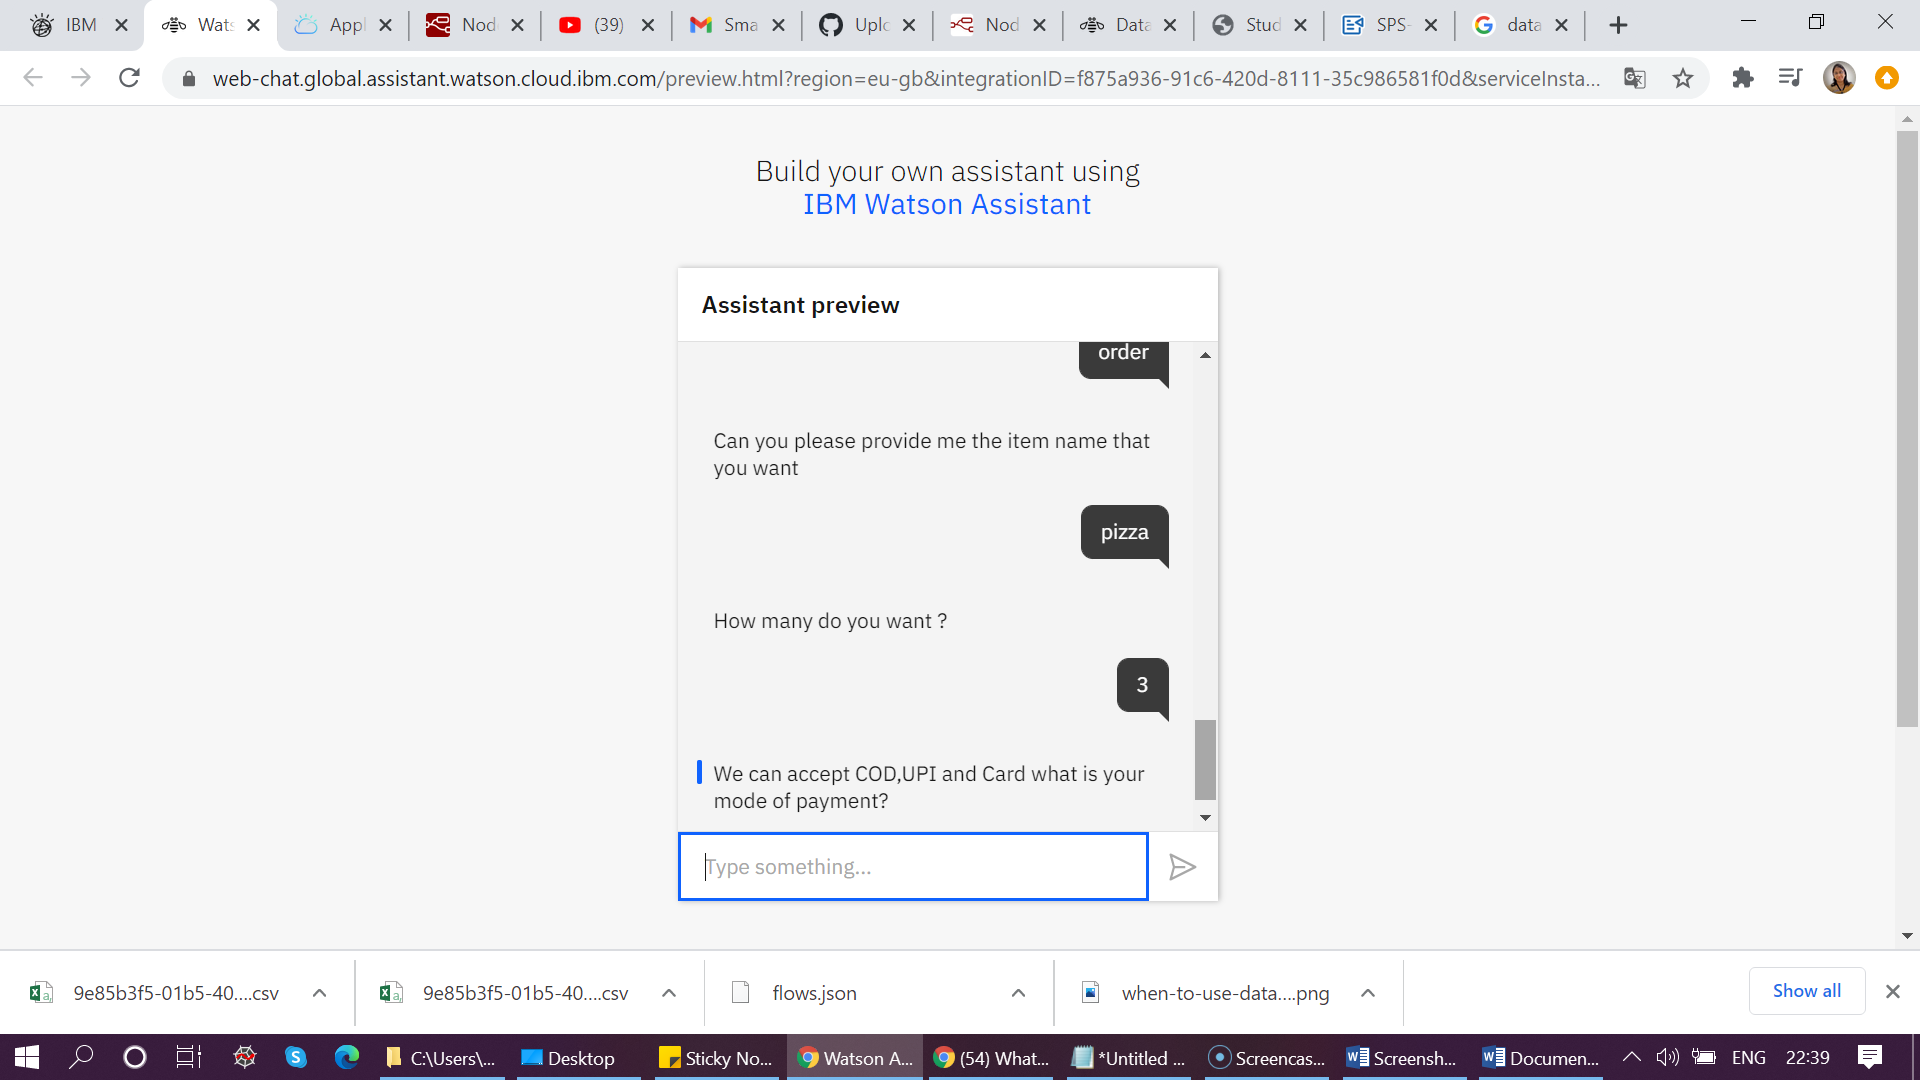 IBM
Wats
Appl
Nod
(39)
Sma
Uplo
Nod
Data
Stud
SPS-
data
web-chat.global.assistant.watson.cloud.ibm.com/preview.html?region=eu-gb&integrationID=f875a936-91c6-420d-8111-35c986581f0d&serviceInsta...
Build your own assistant using
IBM Watson Assistant
Assistant preview
order
Can you please provide me the item name that
you want
pizza
How many do you want ?
3
We can accept COD,UPI and Card what is your
mode of payment?
Type something...
9e85b3f5-01b5-40....csv
9e85b3f5-01b5-40....csv
flows.json
when-to-use-data....png
Show all
C:\Users\...
Desktop
Sticky No...
Watson A...
(54) What...
*Untitled ...
Screencas...
Screensh...
Documen...
ENG
22:39